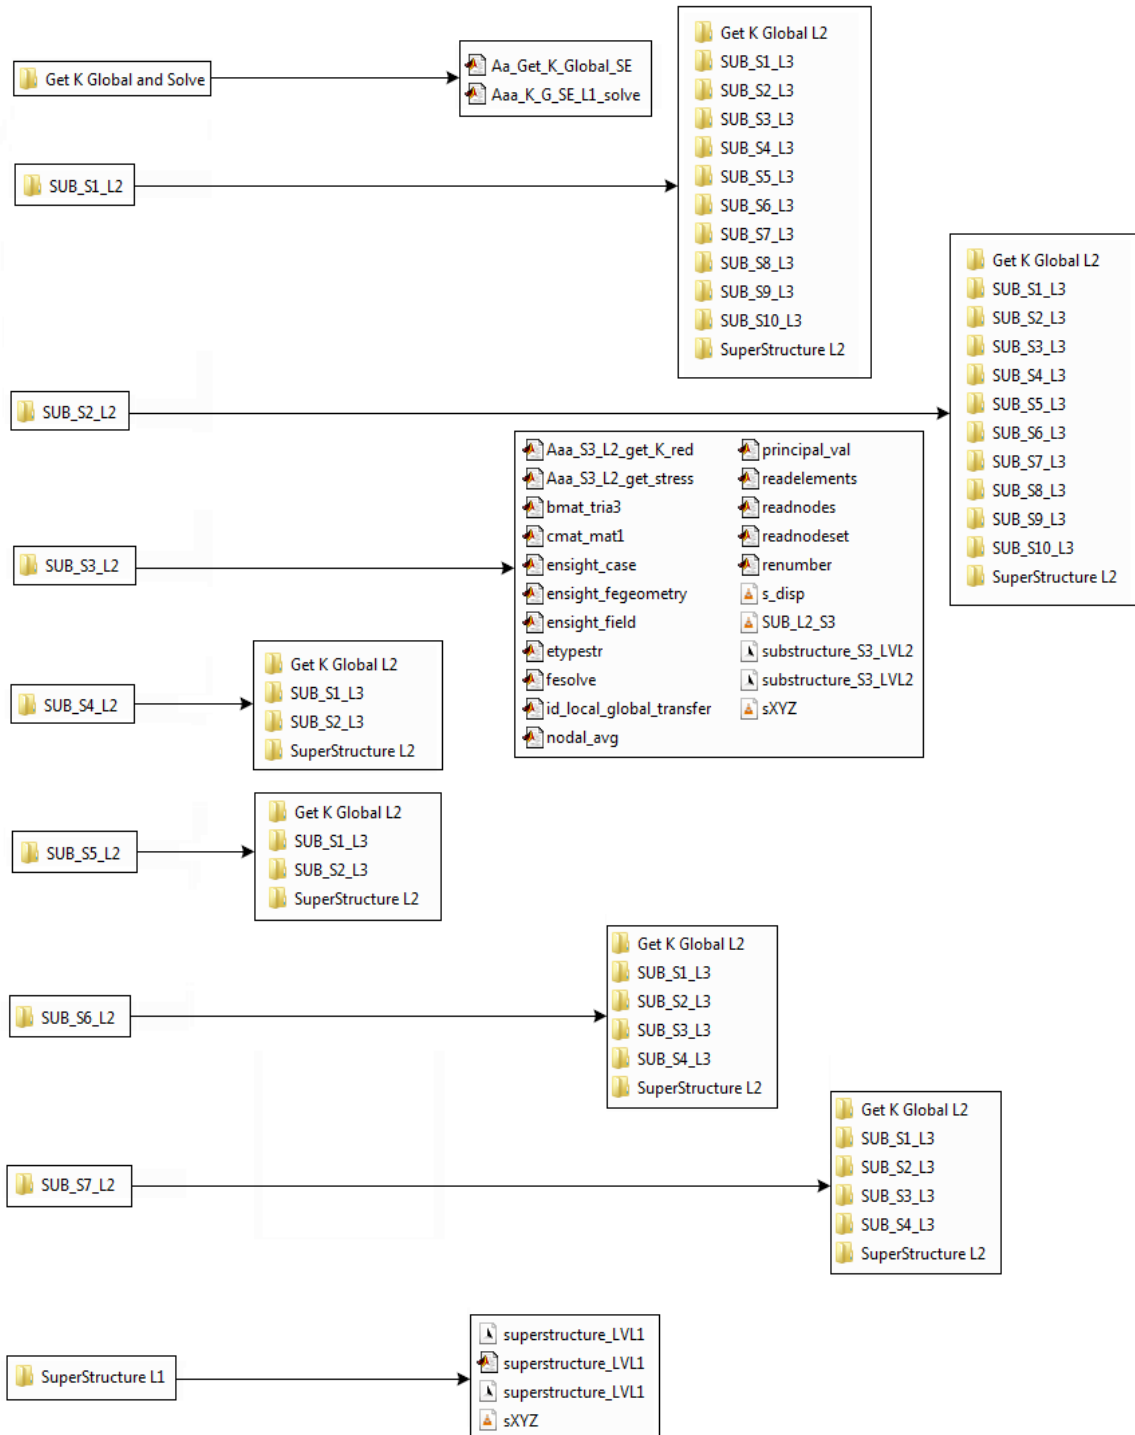 Get K Global and Solve
Aa_Get_K_Global_SE
Aaa_K_G_SE_L1_solve
SUB_S1_L2
Get K Global L2
SUB_S1_L3
SUB_S2_L3
SUB_S3_L3
SUB_S4_L3
SUB_S5_L3
SUB_S6_L3
SUB_S7_L3
SUB_S8_L3
SUB_S9_L3
SUB_S10_L3
SuperStructure L2
SUB_S2_L2
Get K Global L2
SUB_S1_L3
SUB_S2_L3
SUB_S3_L3
SUB_S4_L3
SUB_S5_L3
SUB_S6_L3
SUB_S7_L3
SUB_S8_L3
SUB_S9_L3
SUB_S10_L3
SuperStructure L2
SUB_S3_L2
Aaa_S3_L2_get_K_red
Aaa_S3_L2_get_stress
bmat_tria3
cmat_mat1
ensight_case
ensight_fegeometry
ensight_field
etypestr
fesolve
id_local_global_transfer
nodal_avg
principal_val
readelements
readnodes
readnodeset
renumber
s_disp
SUB_L2_S3
substructure_S3_LVL2
substructure_S3_LVL2
sXYZ
SUB_S4_L2
Get K Global L2
SUB_S1_L3
SUB_S2_L3
SuperStructure L2
SUB_S5_L2
Get K Global L2
SUB_S1_L3
SUB_S2_L3
SuperStructure L2
SUB_S6_L2
Get K Global L2
SUB_S1_L3
SUB_S2_L3
SUB_S3_L3
SUB_S4_L3
SuperStructure L2
SUB_S7_L2
Get K Global L2
SUB_S1_L3
SUB_S2_L3
SUB_S3_L3
SUB_S4_L3
SuperStructure L2
SuperStructure L1
superstructure_LVL1
superstructure_LVL1
superstructure_LVL1
sXYZ